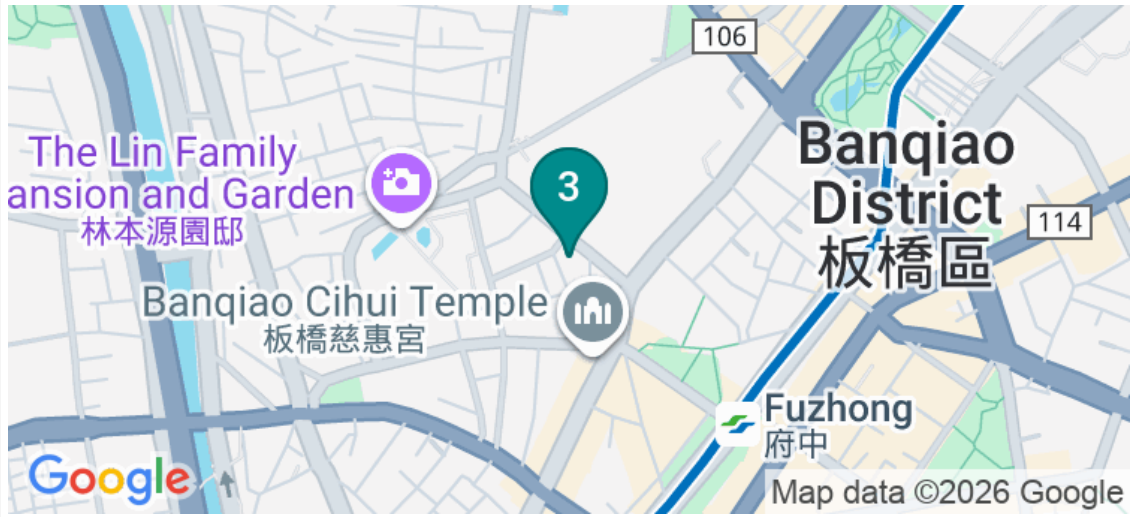 106
The Lin Family
ansion and Garden
林本源園邸
3
Banqiao
District
板橋區
114
Banqiao Cihui Temple
板橋慈惠宮
Fuzhong
府中
Google
Map data ©2026 Google